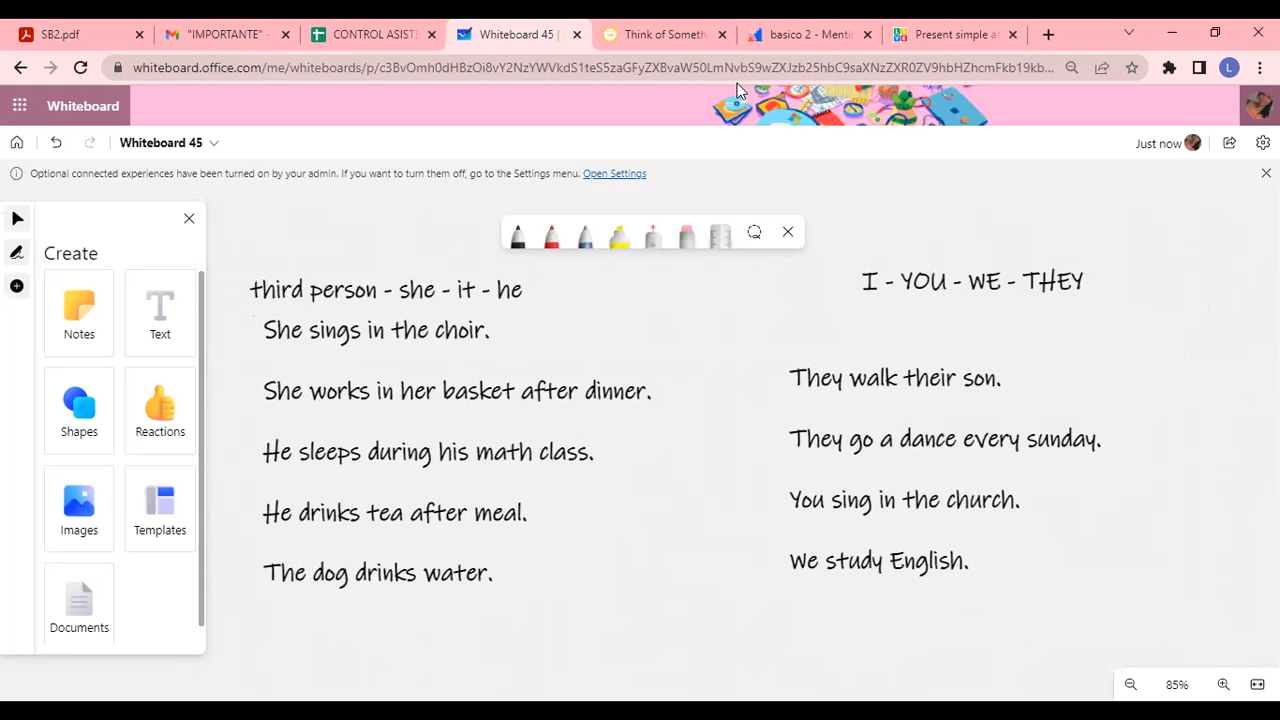 SB2.pdf
"IMPORTANTE" -
CONTROL ASIST
Whiteboard 45 |
Think of Someth
basico 2 - Menti
Present simple a
whiteboard.office.com/me/whiteboards/p/
Whiteboard
Whiteboard 45
Just now
Optional connected experiences have been turned on by your admin. If you want to turn them off, go to the Settings menu. Open Settings
Create
Notes
Text
Shapes
Reactions
Images
Templates
Documents
third person - she - it - he
She sings in the choir.
She works in her basket after dinner.
He sleeps during his math class.
He drinks tea after meal.
The dog drinks water.
I - YOU - WE - THEY
They walk their son.
They go a dance every sunday.
You sing in the church.
We study English.
85%
L